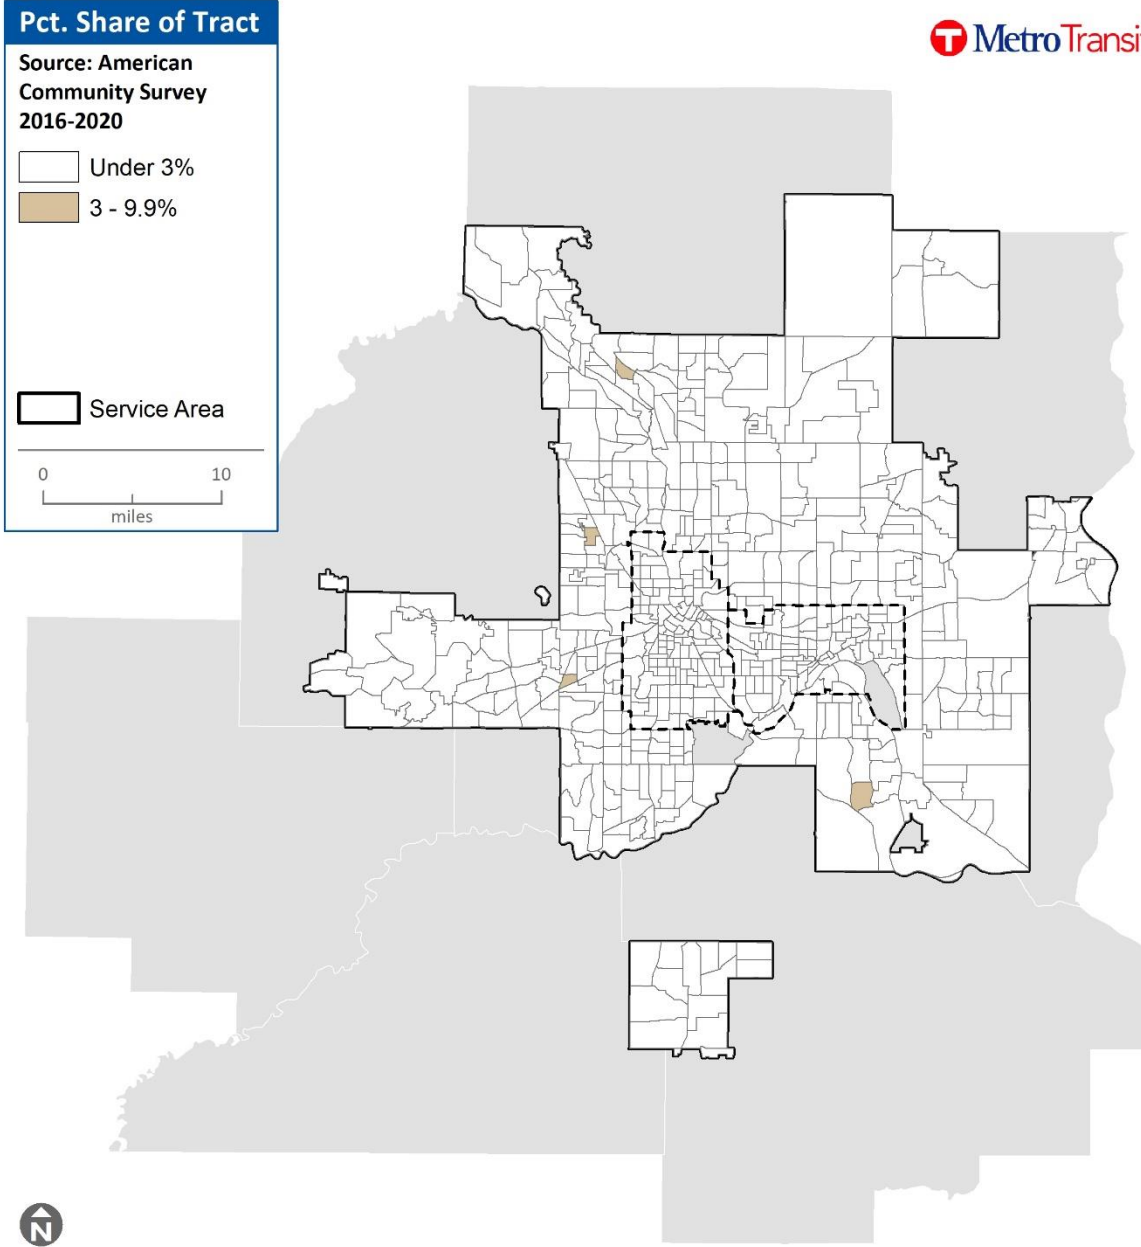 Pct. Share of Tract
Source: American
Community Survey
2016-2020
Under 3%
3 - 9.9%
Service Area
0 10
miles
T MetroTransi
N